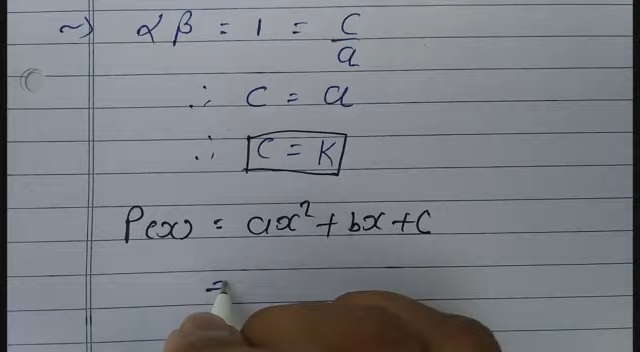 ~) αβ = 1 = c/a
∴ c = a
∴ c = K
P(x) = ax² + bx + c
=